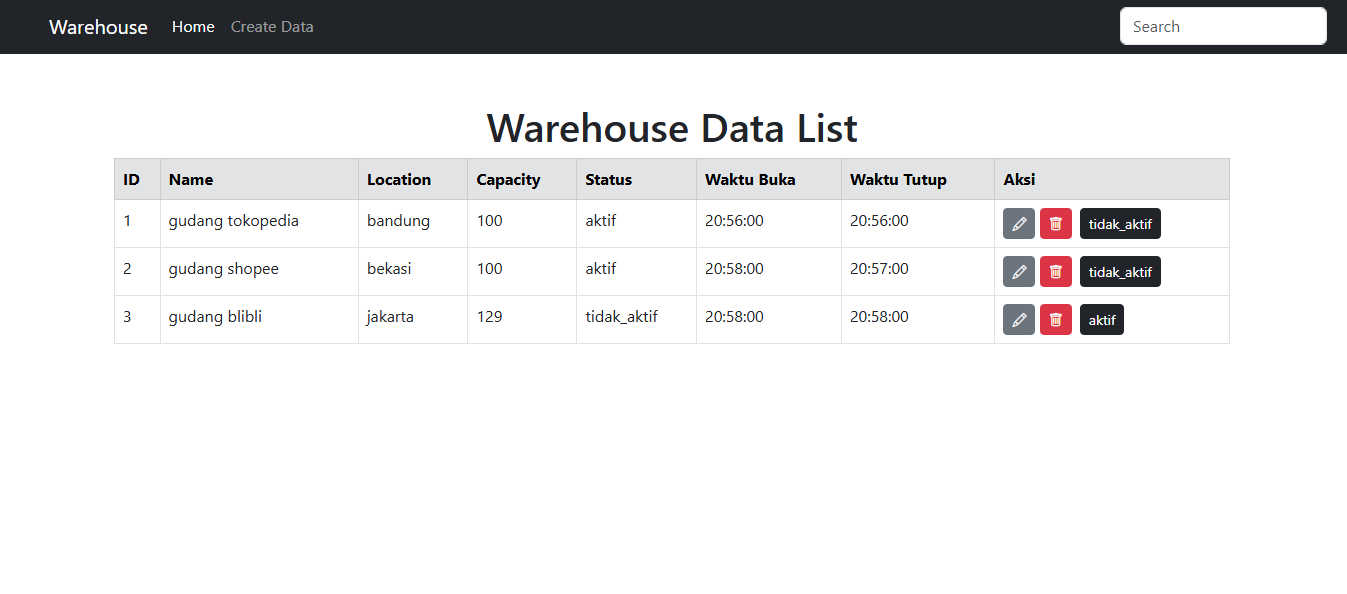 Warehouse Home Create Data Search
Warehouse Data List
ID Name Location Capacity Status Waktu Buka Waktu Tutup Aksi
1 gudang tokopedia bandung 100 aktif 20:56:00 20:56:00 tidak_aktif
2 gudang shopee bekasi 100 aktif 20:58:00 20:57:00 tidak_aktif
3 gudang blibli jakarta 129 tidak_aktif 20:58:00 20:58:00 aktif